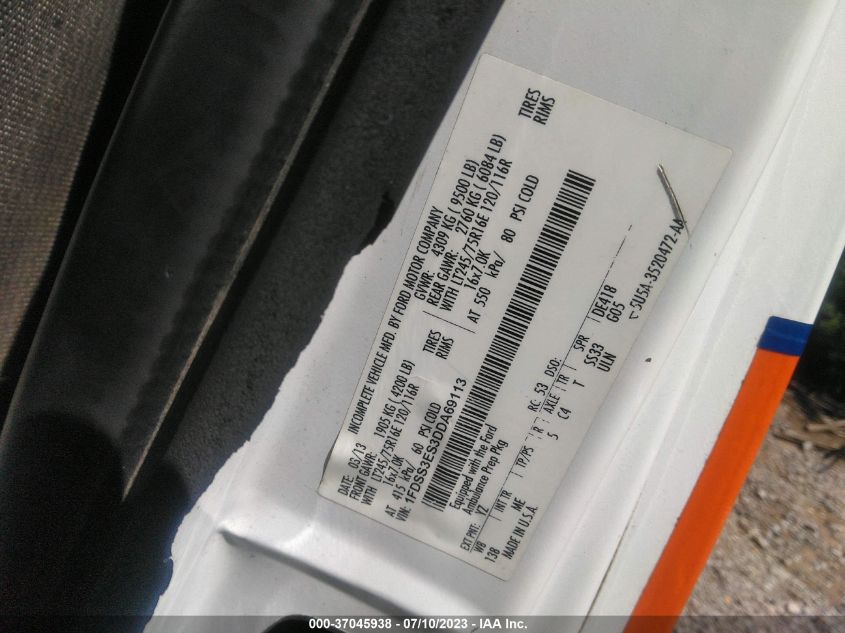 INCOMPLETE VEHICLE MFD. BY FORD MOTOR COMPANY
DATE: 03/13 GVWR: 4309 KG ( 9500 LB)
FRONT GAWR: 1905 KG (4200 LB) REAR GAWR: 2760 KG ( 6084 LB)
WITH LT245/75R16E 120/116R TIRES WITH LT245/75R16E 120/116R TIRES
16x7.0K RIMS 16x7.0K RIMS
AT 415 kPa/ 60 PSI COLD AT 550 kPa/ 80 PSI COLD
VIN: 1FDSS3ES3DDA69113
Equipped with the Ford
Ambulance Prep Pkg
RC: 53 DSO:
EXT PNT: YZ DE418
WB INT TR TP/PS R AXLE TR SPR G05
138 ME 5 C4 T SS33
ULN
MADE IN U.S.A.
5U5A-3520472-AA
000-37045938 - 07/10/2023 - IAA Inc.